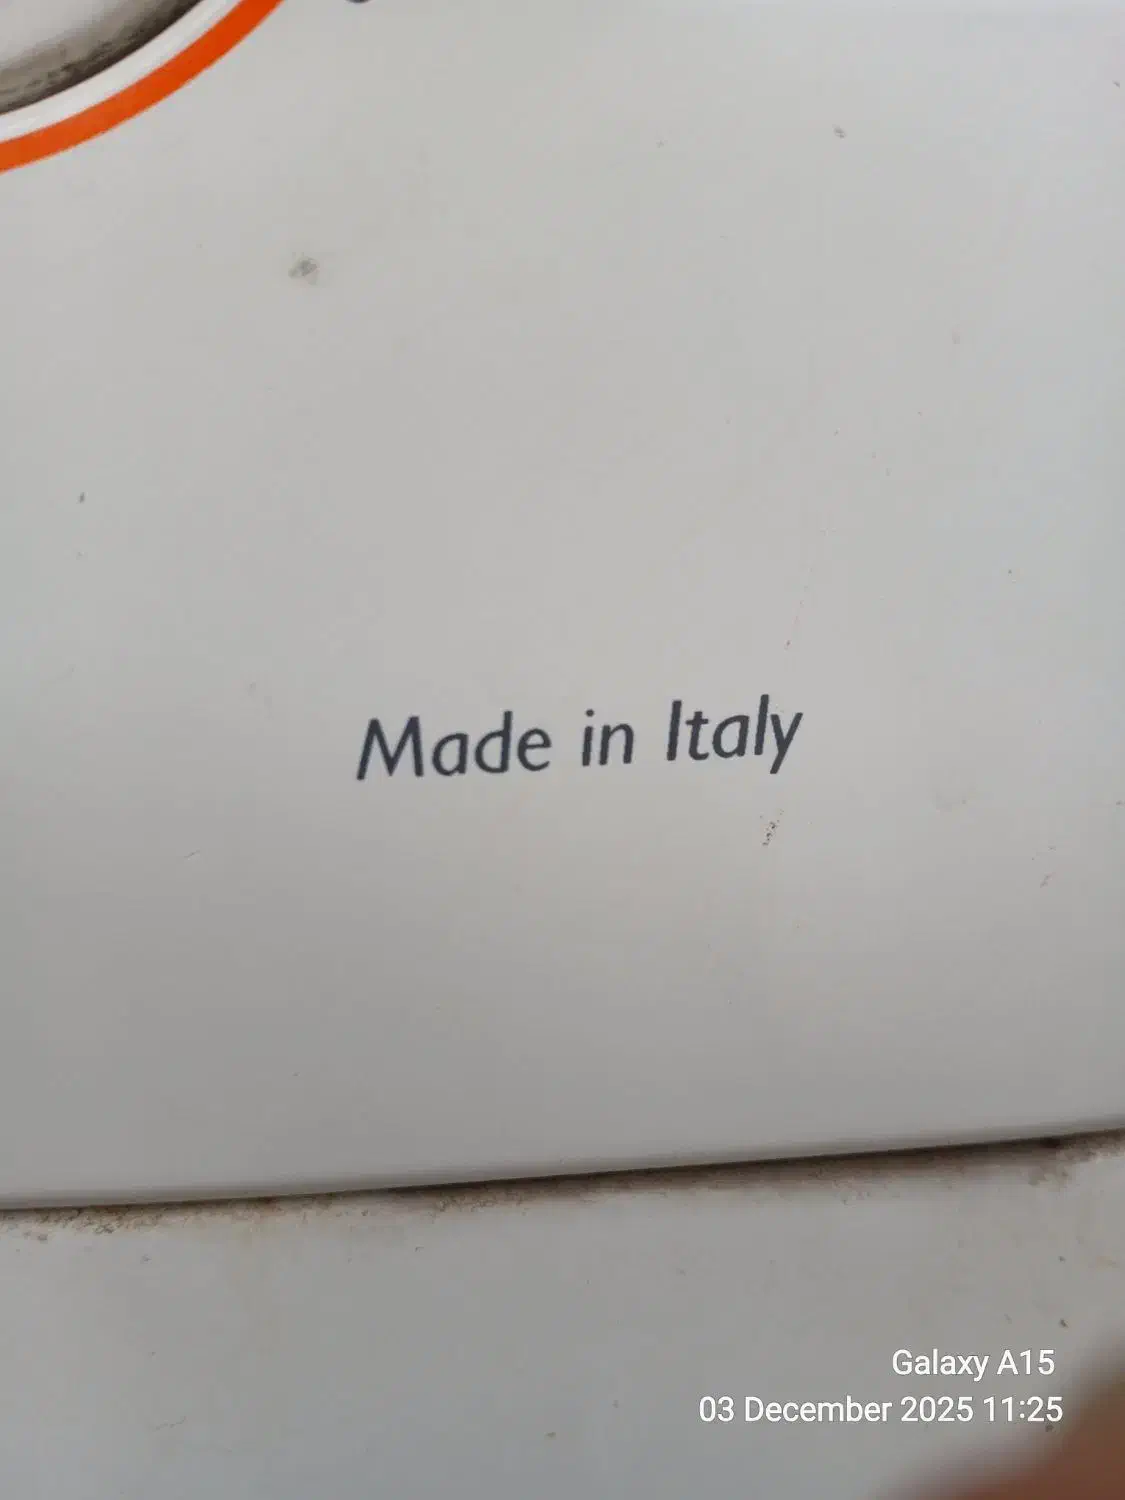 Made in Italy
Galaxy A15
03 December 2025 11:25